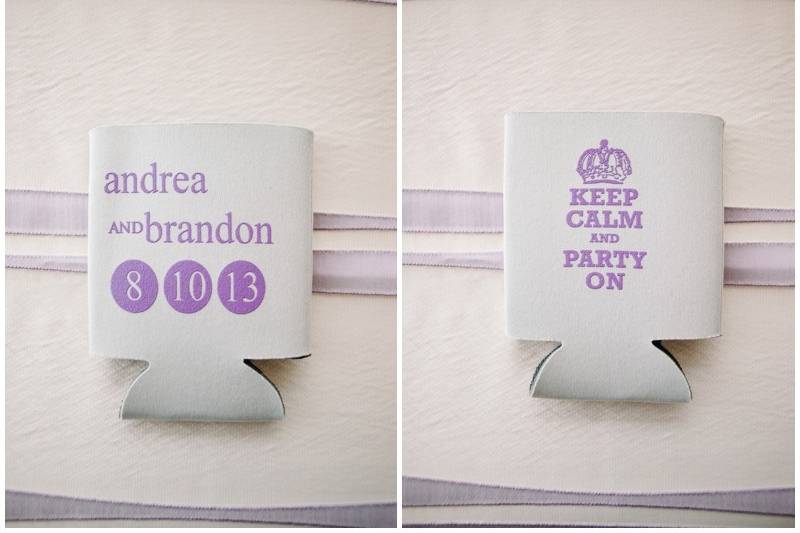 andrea
AND brandon
8 10 13
KEEP
CALM
AND
PARTY
ON